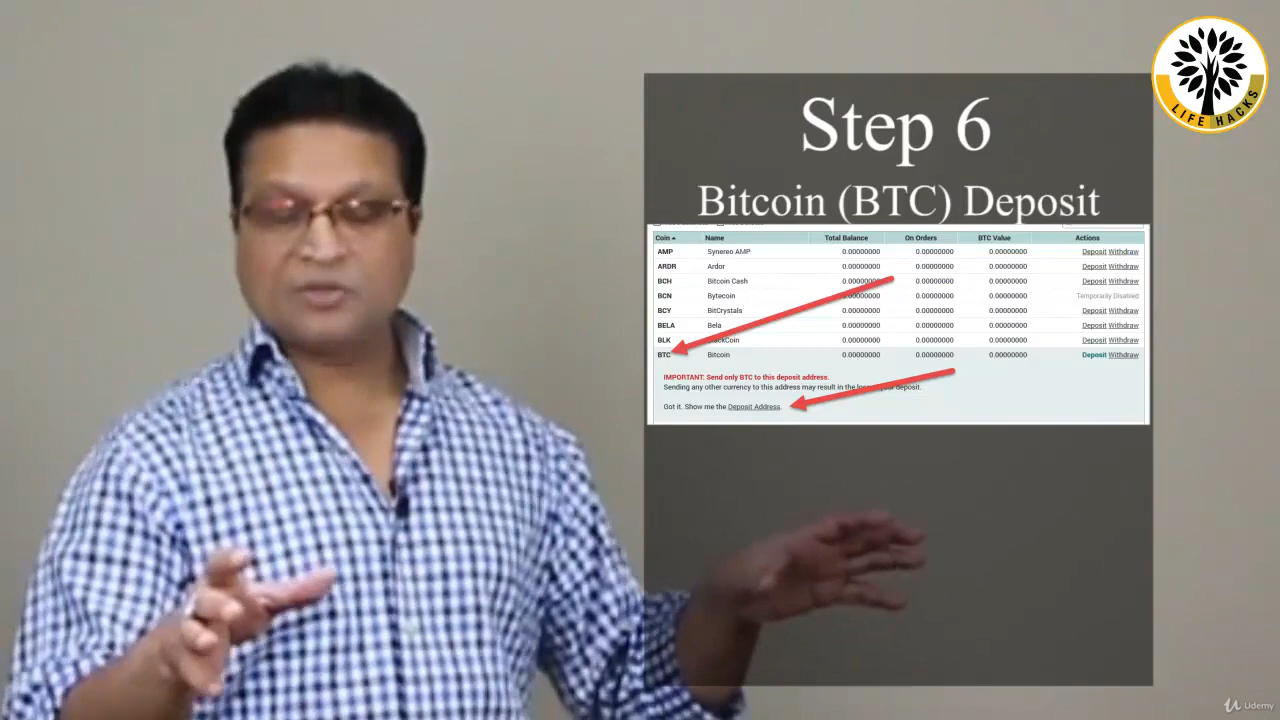 LIFE HACKS
Step 6
Bitcoin (BTC) Deposit
Coin Name Total Balance On Orders BTC Value Actions
AMP Synereo AMP 0.00000000 0.00000000 0.00000000 Deposit Withdraw
ARDR Ardor 0.00000000 0.00000000 0.00000000 Deposit Withdraw
BCH Bitcoin Cash 0.00000000 0.00000000 0.00000000 Deposit Withdraw
BCN Bytecoin 0.00000000 0.00000000 0.00000000 Temporarily Disabled
BCY BitCrystals 0.00000000 0.00000000 0.00000000 Deposit Withdraw
BELA Bela 0.00000000 0.00000000 0.00000000 Deposit Withdraw
BLK 0.00000000 0.00000000 0.00000000 Deposit Withdraw
BTC Bitcoin 0.00000000 0.00000000 0.00000000 Deposit Withdraw
IMPORTANT: Send only BTC to this deposit address.
Sending any other currency to this address may result in the deposit.
Got it. Show me the Deposit Address.
Udemy